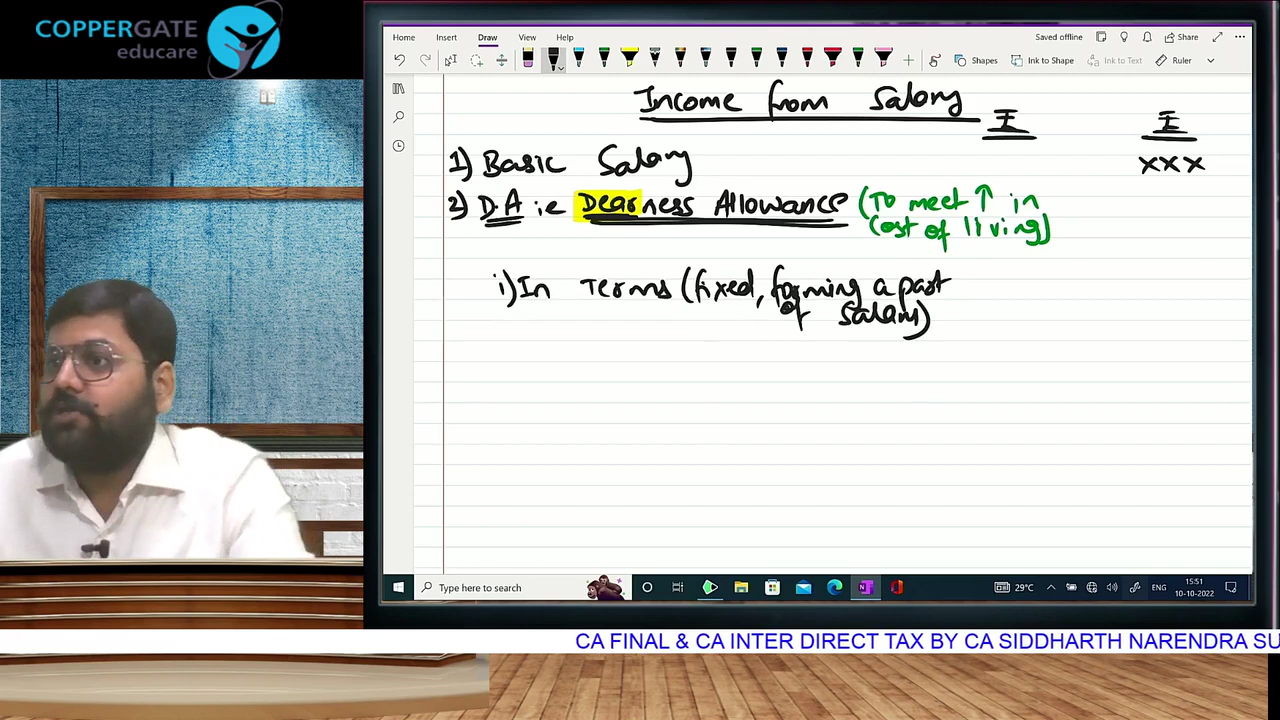 COPPERGATE
educare
Home Insert Draw View Help
Saved offline
Share
Shapes
Ink to Shape
Ink to Text
Ruler
Income from Salary
₹ ₹
1) Basic Salary xxx
2) D.A ie Dearness Allowance (To meet ↑ in
cost of living)
i) In Terms (fixed, forming a part
of salary)
Type here to search
29°C
ENG
15:51
10-10-2022
CA FINAL & CA INTER DIRECT TAX BY CA SIDDHARTH NARENDRA SU